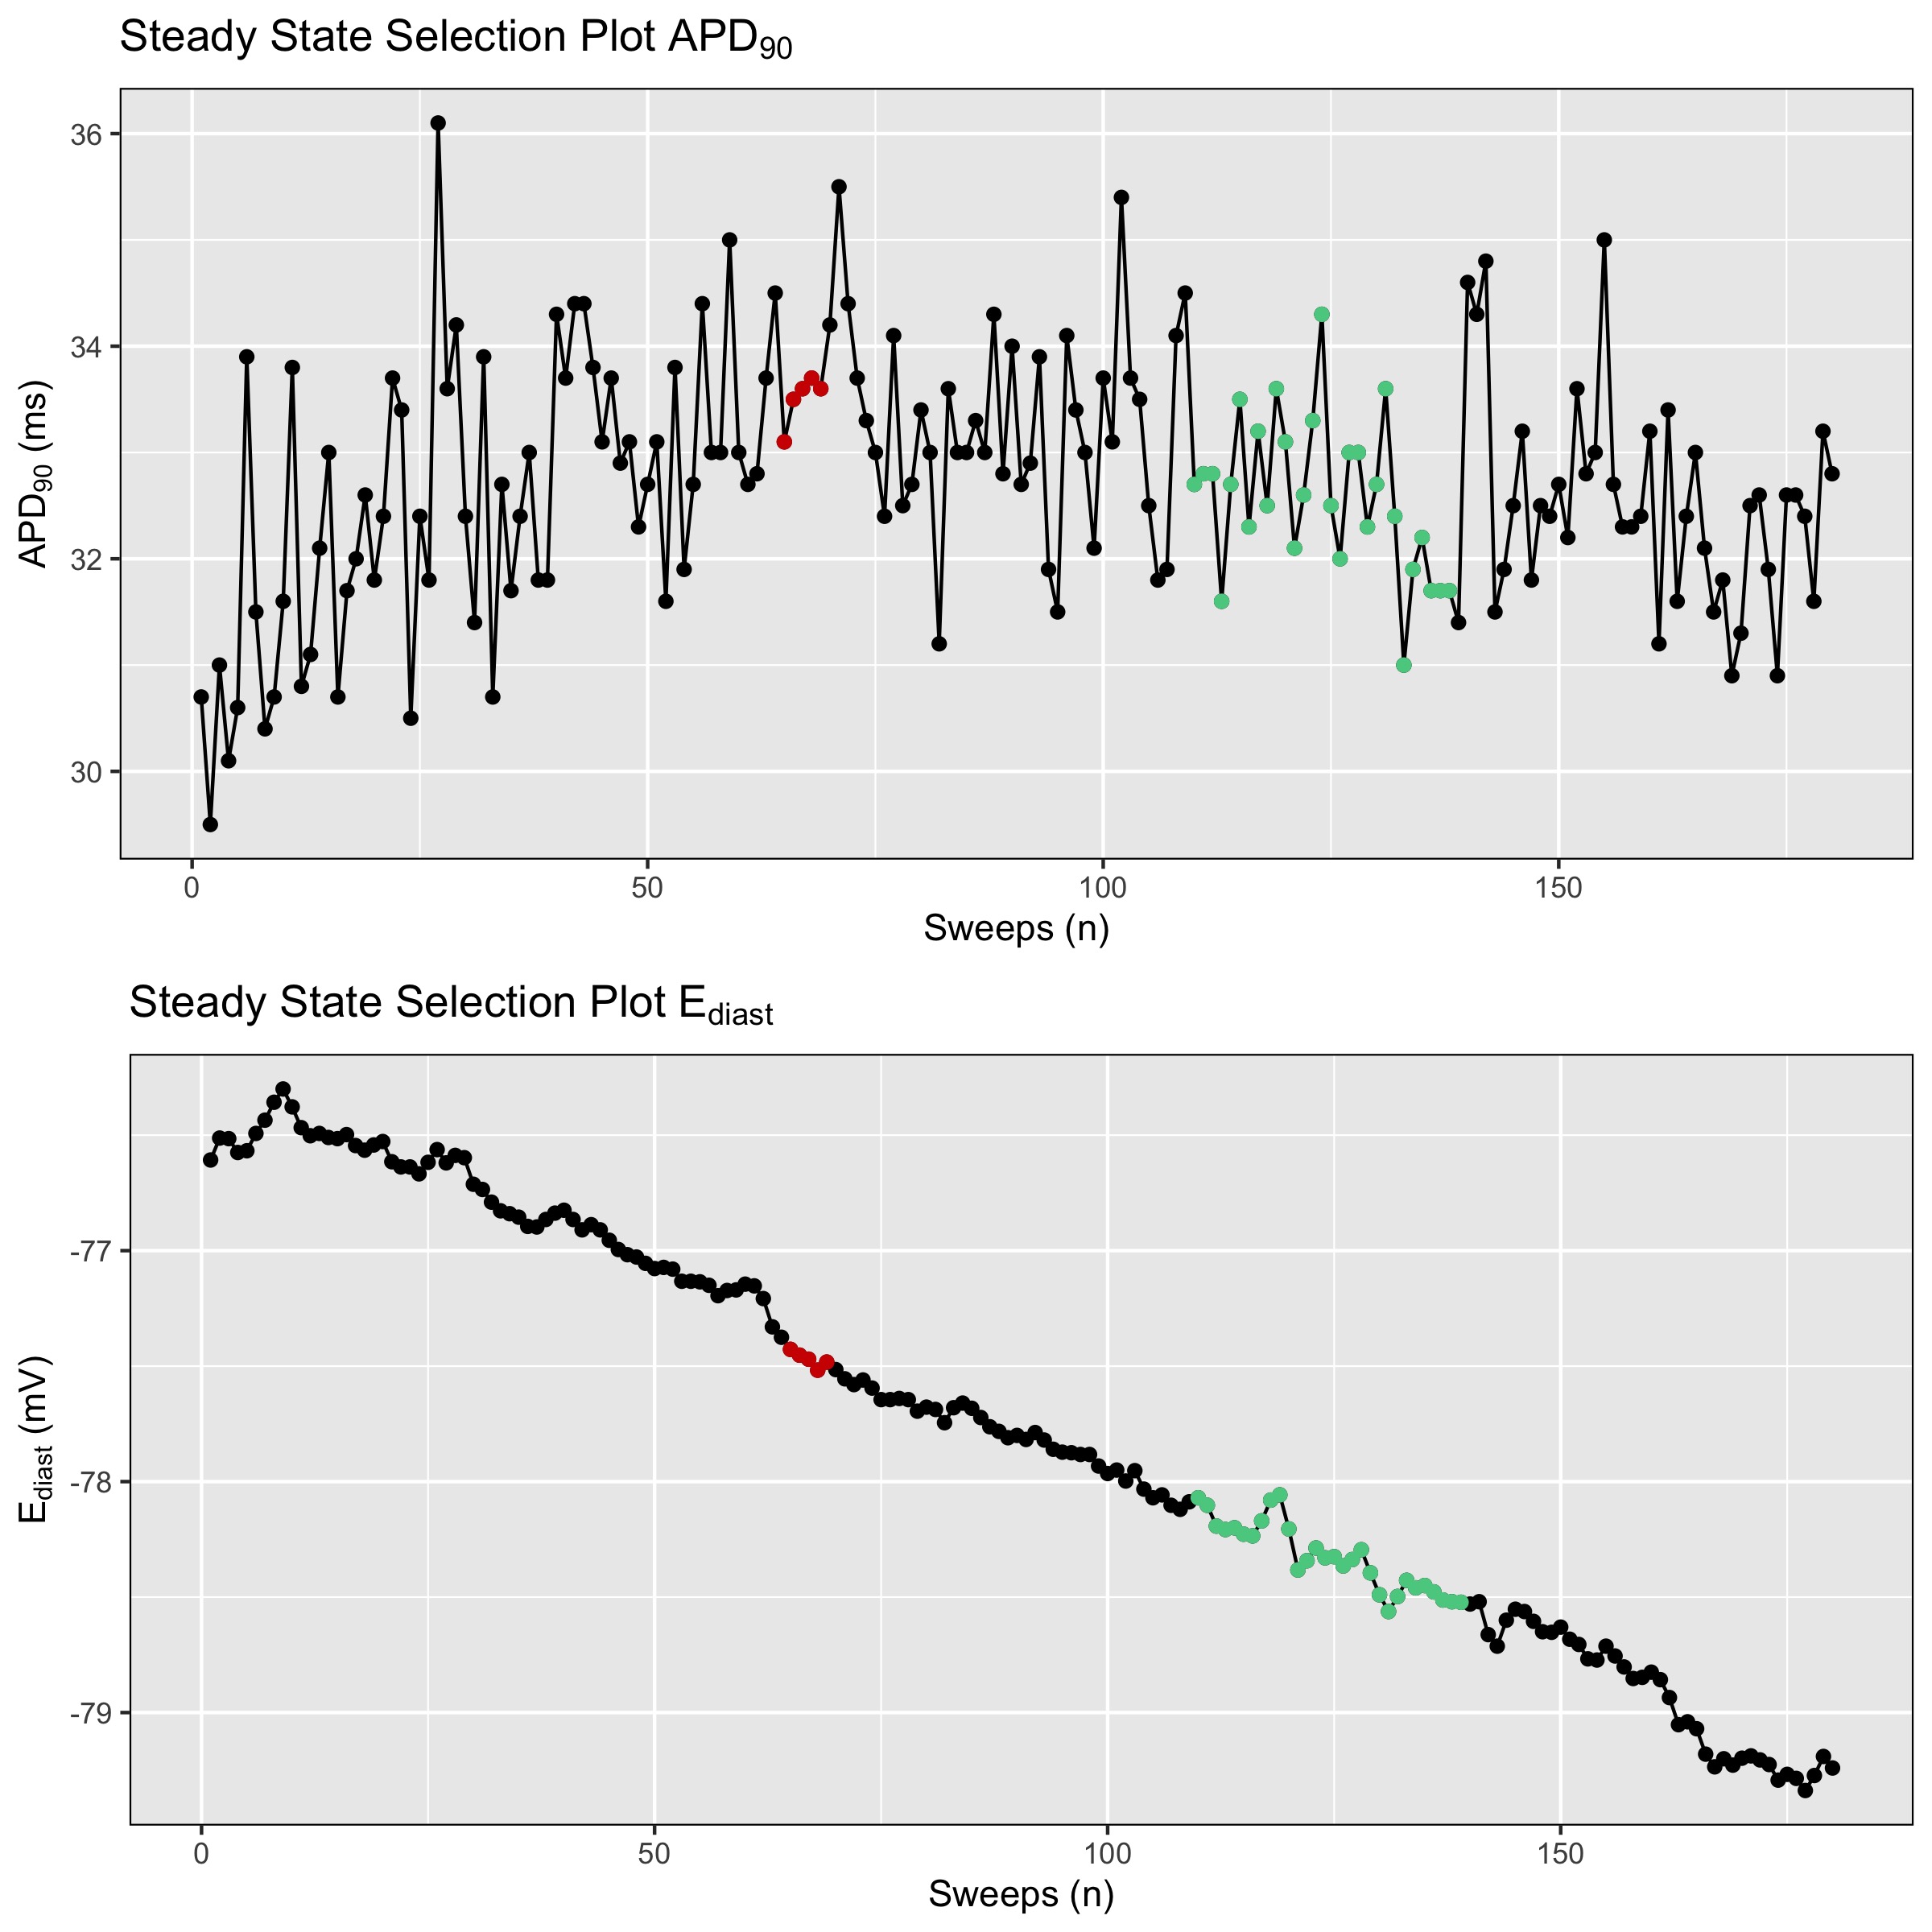 Steady State Selection Plot APD90
APD90 (ms)
36
34
32
30
0 50 100 150
Sweeps (n)
Steady State Selection Plot Ediast
Ediast (mV)
-77
-78
-79
0 50 100 150
Sweeps (n)